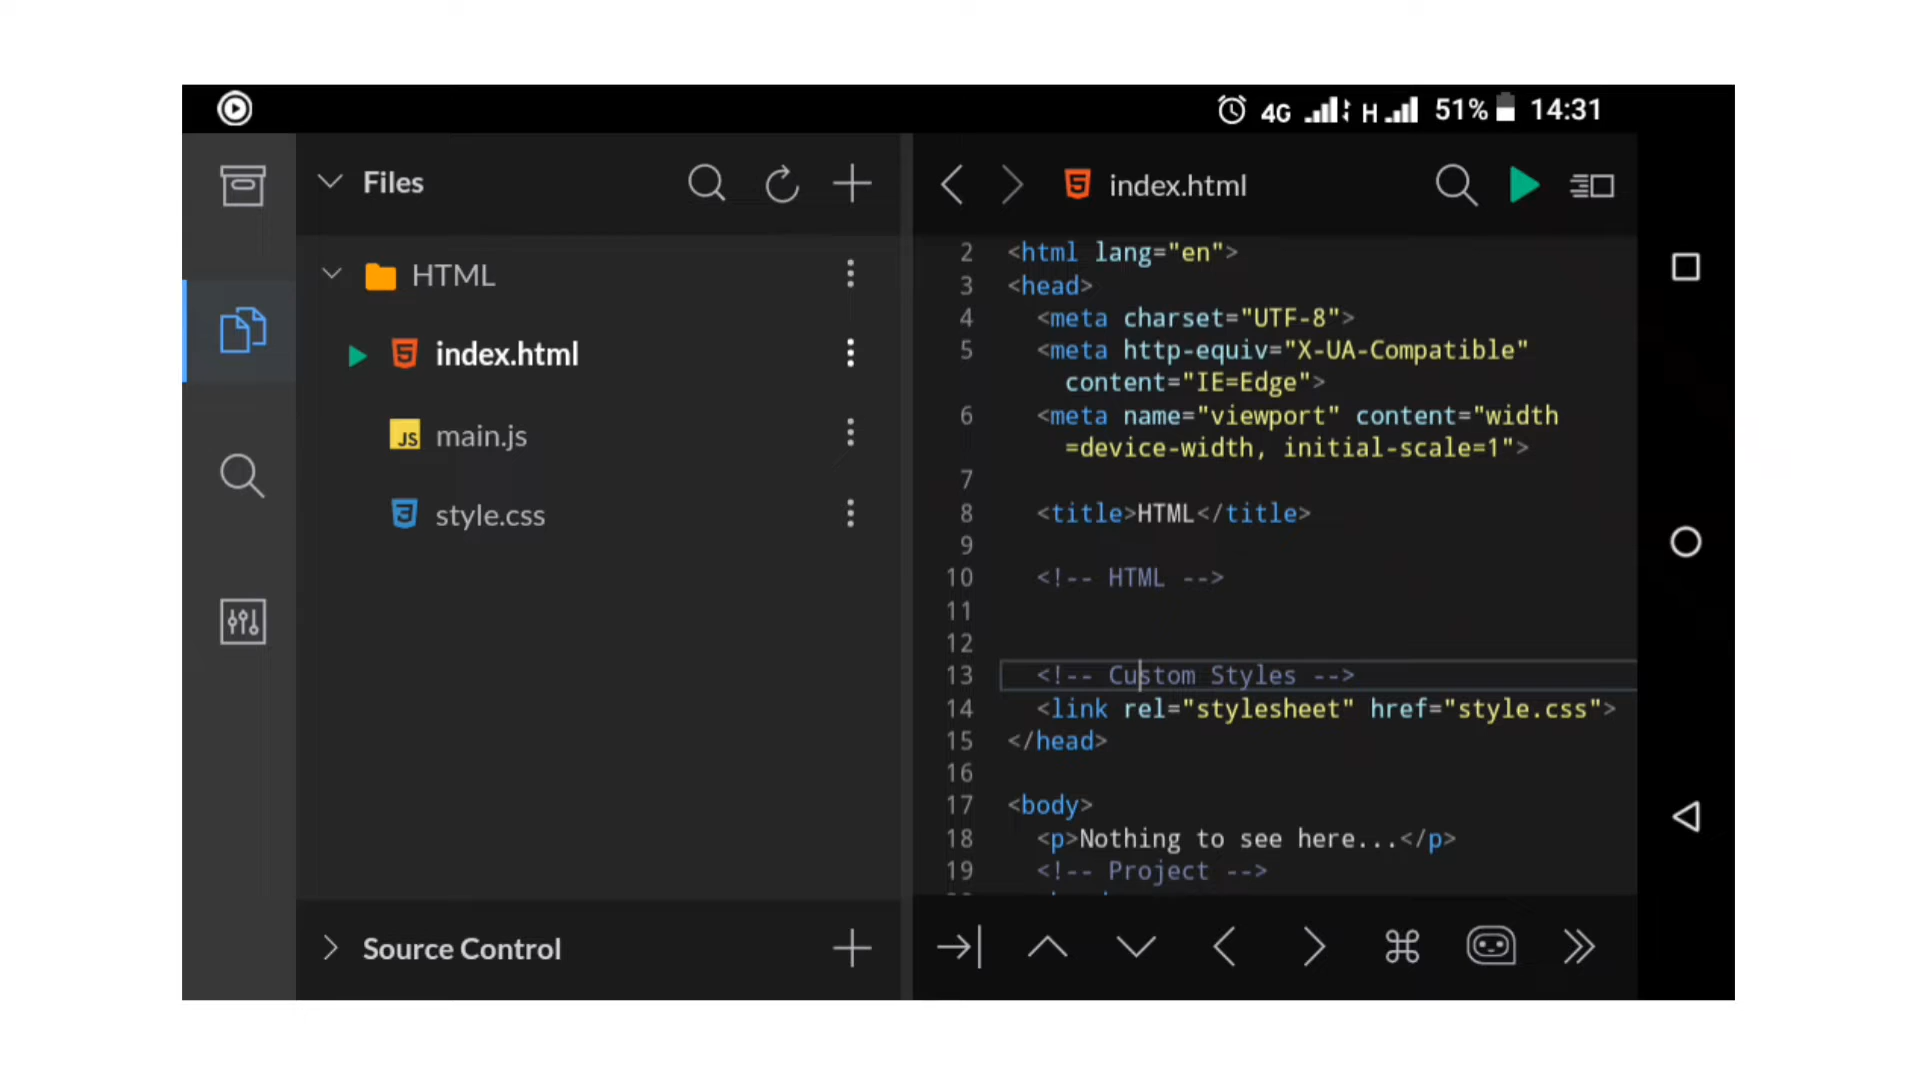 4G H 51% 14:31
Files
index.html
HTML
index.html
JS main.js
style.css
Source Control
2 <html lang="en">
3 <head>
4 <meta charset="UTF-8">
5 <meta http-equiv="X-UA-Compatible"
content="IE=Edge">
6 <meta name="viewport" content="width
=device-width, initial-scale=1">
7
8 <title>HTML</title>
9
10 <!-- HTML -->
11
12
13 <!-- Custom Styles -->
14 <link rel="stylesheet" href="style.css">
15 </head>
16
17 <body>
18 <p>Nothing to see here...</p>
19 <!-- Project -->